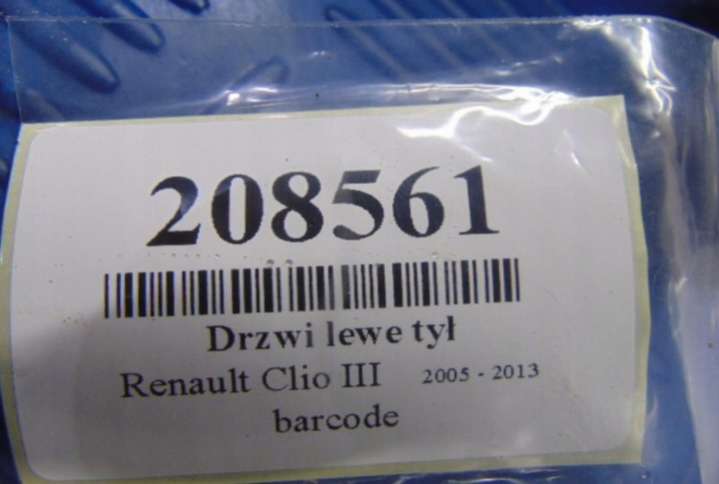 208561
Drzwi lewe tył
Renault Clio III 2005 - 2013
barcode